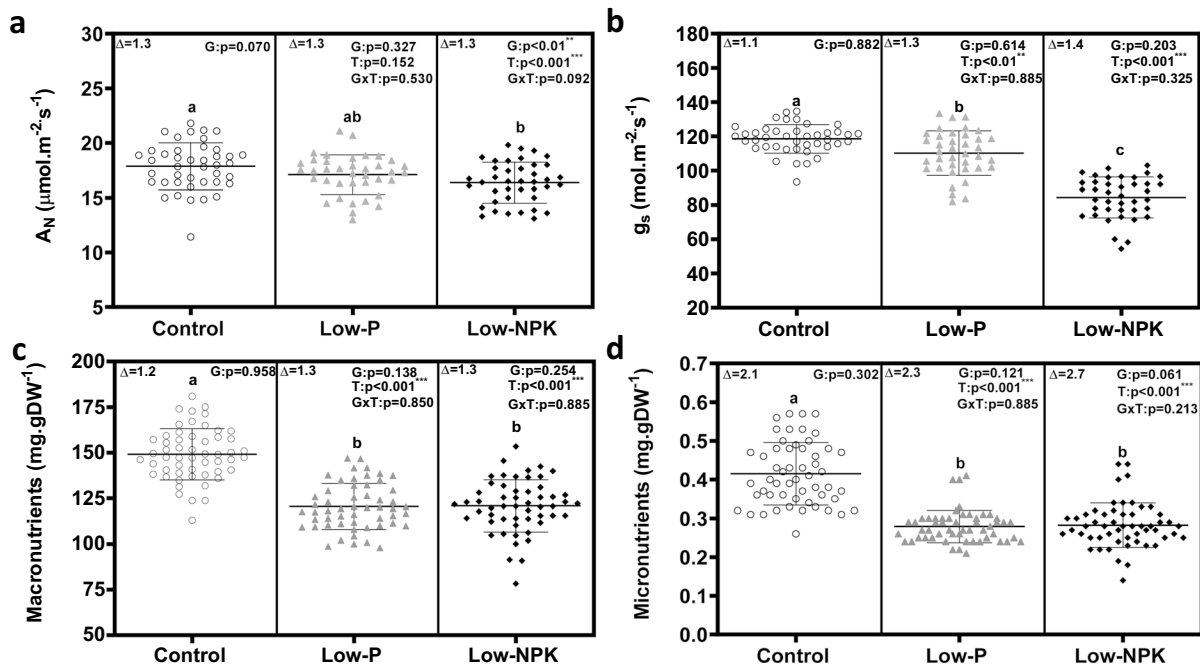 a
A_N (μmol.m⁻²·s⁻¹)
30
25
20
15
10
5
Δ=1.3
G:p=0.070
a
Δ=1.3
G:p=0.327
T:p=0.152
GxT:p=0.530
ab
Δ=1.3
G:p<0.01**
T:p<0.001***
GxT:p=0.092
b
Control
Low-P
Low-NPK
b
g_s (mol.m⁻²·s⁻¹)
180
160
140
120
100
80
60
40
20
Δ=1.1
G:p=0.882
a
Δ=1.3
G:p=0.614
T:p<0.01**
GxT:p=0.885
b
Δ=1.4
G:p=0.203
T:p<0.001***
GxT:p=0.325
c
Control
Low-P
Low-NPK
c
Macronutrients (mg.gDW⁻¹)
200
175
150
125
100
75
50
Δ=1.2
G:p=0.958
a
Δ=1.3
G:p=0.138
T:p<0.001***
GxT:p=0.850
b
Δ=1.3
G:p=0.254
T:p<0.001***
GxT:p=0.885
b
Control
Low-P
Low-NPK
d
Micronutrients (mg.gDW⁻¹)
0.7
0.6
0.5
0.4
0.3
0.2
0.1
0.0
Δ=2.1
G:p=0.302
a
Δ=2.3
G:p=0.121
T:p<0.001***
GxT:p=0.885
b
Δ=2.7
G:p=0.061
T:p<0.001***
GxT:p=0.213
b
Control
Low-P
Low-NPK